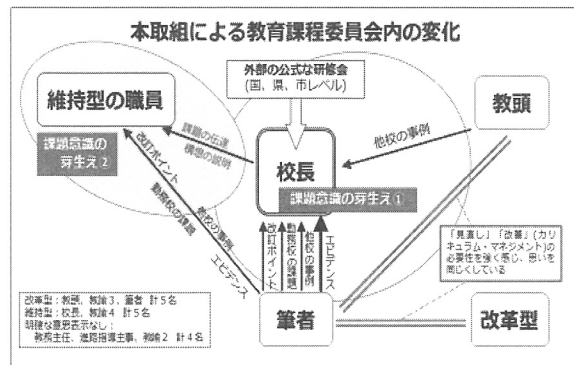 本取組による教育課程委員会内の変化
外部の公式な研修会
(国、県、市レベル)
維持型の職員
教頭
課題意識の
芽生え②
課題の伝達
構想の説明
他校の事例
校長
課題意識の芽生え①
改訂ポイント
勤務校の課題
他校の事例
エビデンス
改訂ポイント
勤務校の課題
他校の事例
エビデンス
「見直し」「改善」(カリ
キュラム・マネジメント)の
必要性を強く感じ、思いを
同じくしている
改革型：教頭、教諭3、筆者 計5名
維持型：校長、教諭4 計5名
明確な意思表示なし：
教務主任、進路指導主事、教諭2 計4名
筆者
改革型